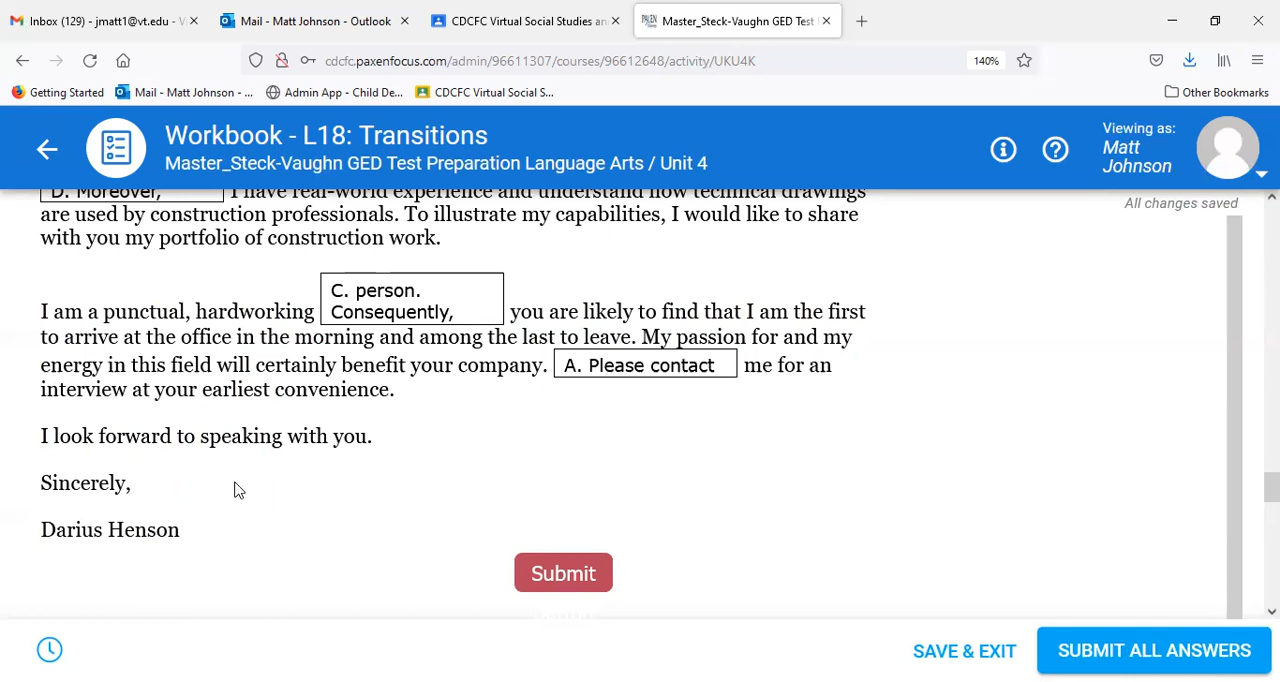 Inbox (129) - jmatt1@vt.edu - V
Mail - Matt Johnson - Outlook
CDCFC Virtual Social Studies an
PAXEN
Master_Steck-Vaughn GED Test
cdcfc.paxenfocus.com/admin/96611307/courses/96612648/activity/UKU4K
140%
Getting Started
Mail - Matt Johnson - ...
Admin App - Child De...
CDCFC Virtual Social S...
Other Bookmarks
Workbook - L18: Transitions
Master_Steck-Vaughn GED Test Preparation Language Arts / Unit 4
Viewing as:
Matt
Johnson
All changes saved
D. Moreover, I have real-world experience and understand how technical drawings
are used by construction professionals. To illustrate my capabilities, I would like to share
with you my portfolio of construction work.
C. person.
I am a punctual, hardworking Consequently, you are likely to find that I am the first
to arrive at the office in the morning and among the last to leave. My passion for and my
energy in this field will certainly benefit your company. A. Please contact me for an
interview at your earliest convenience.
I look forward to speaking with you.
Sincerely,
Darius Henson
Submit
SAVE & EXIT
SUBMIT ALL ANSWERS